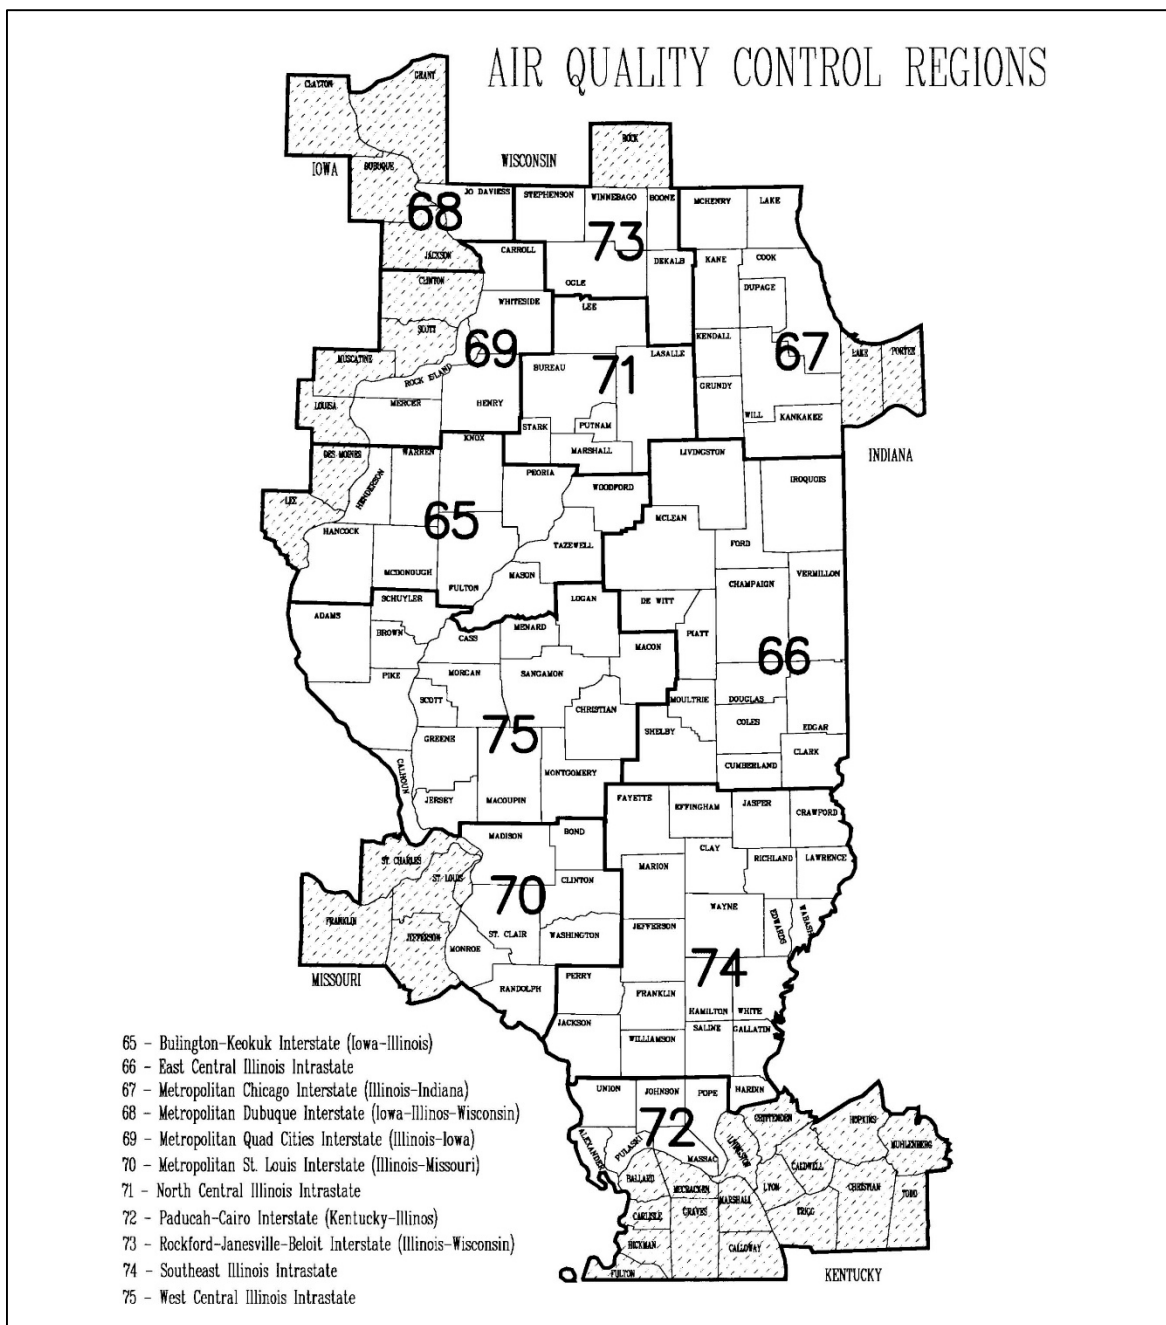 AIR QUALITY CONTROL REGIONS
GRANT
CLAYTON
ROCK
WISCONSIN
IOWA
DUBUQUE
JO DAVIESS
STEPHENSON
WINNEBAGO
BOONE
MCHENRY
LAKE
68
73
CARROLL
JACKSON
DEKALB
KANE
COOK
CLINTON
OGLE
DUPAGE
WHITESIDE
LEE
SCOTT
KENDALL
67
LAKE
PORTER
69
71
LASALLE
MUSCATINE
ROCK ISLAND
BUREAU
GRUNDY
LOUISA
MERCER
HENRY
STARK
PUTNAM
WILL
KANKAKEE
KNOX
MARSHALL
INDIANA
DES MOINES
WARREN
LIVINGSTON
HENDERSON
PEORIA
WOODFORD
IROQUOIS
LEE
65
MCLEAN
HANCOCK
TAZEWELL
FORD
MCDONOUGH
FULTON
MASON
CHAMPAIGN
VERMILLON
SCHUYLER
LOGAN
DE WITT
ADAMS
BROWN
CASS
MENARD
PIATT
MACON
66
PIKE
MORGAN
SANGAMON
SCOTT
CHRISTIAN
MOULTRIE
DOUGLAS
75
SHELBY
COLES
EDGAR
GREENE
CLARK
CALHOUN
MONTGOMERY
CUMBERLAND
JERSEY
MACOUPIN
FAYETTE
EFFINGHAM
JASPER
CRAWFORD
MADISON
BOND
CLAY
ST. CHARLES
MARION
RICHLAND
LAWRENCE
ST. LOUIS
70
CLINTON
WAYNE
FRANKLIN
EDWARDS
WABASH
JEFFERSON
ST. CLAIR
WASHINGTON
JEFFERSON
MONROE
74
MISSOURI
PERRY
RANDOLPH
FRANKLIN
HAMILTON
WHITE
JACKSON
SALINE
GALLATIN
WILLIAMSON
UNION
JOHNSON
POPE
HARDIN
72
CRITTENDEN
HOPKINS
ALEXANDER
PULASKI
LIVINGSTON
MUHLENBERG
MASSAC
CALDWELL
BALLARD
MCCRACKEN
LYON
CHRISTIAN
TODD
MARSHALL
CARLISLE
GRAVES
TRIGG
HICKMAN
CALLOWAY
FULTON
KENTUCKY
65 - Bulington-Keokuk Interstate (Iowa-Illinois)
66 - East Central Illinois Intrastate
67 - Metropolitan Chicago Interstate (Illinois-Indiana)
68 - Metropolitan Dubuque Interstate (Iowa-Illinos-Wisconsin)
69 - Metropolitan Quad Cities Interstate (Illinois-Iowa)
70 - Metropolitan St. Louis Interstate (Illinois-Missouri)
71 - North Central Illinois Intrastate
72 - Paducah-Cairo Interstate (Kentucky-Illinos)
73 - Rockford-Janesville-Beloit Interstate (Illinois-Wisconsin)
74 - Southeast Illinois Intrastate
75 - West Central Illinois Intrastate